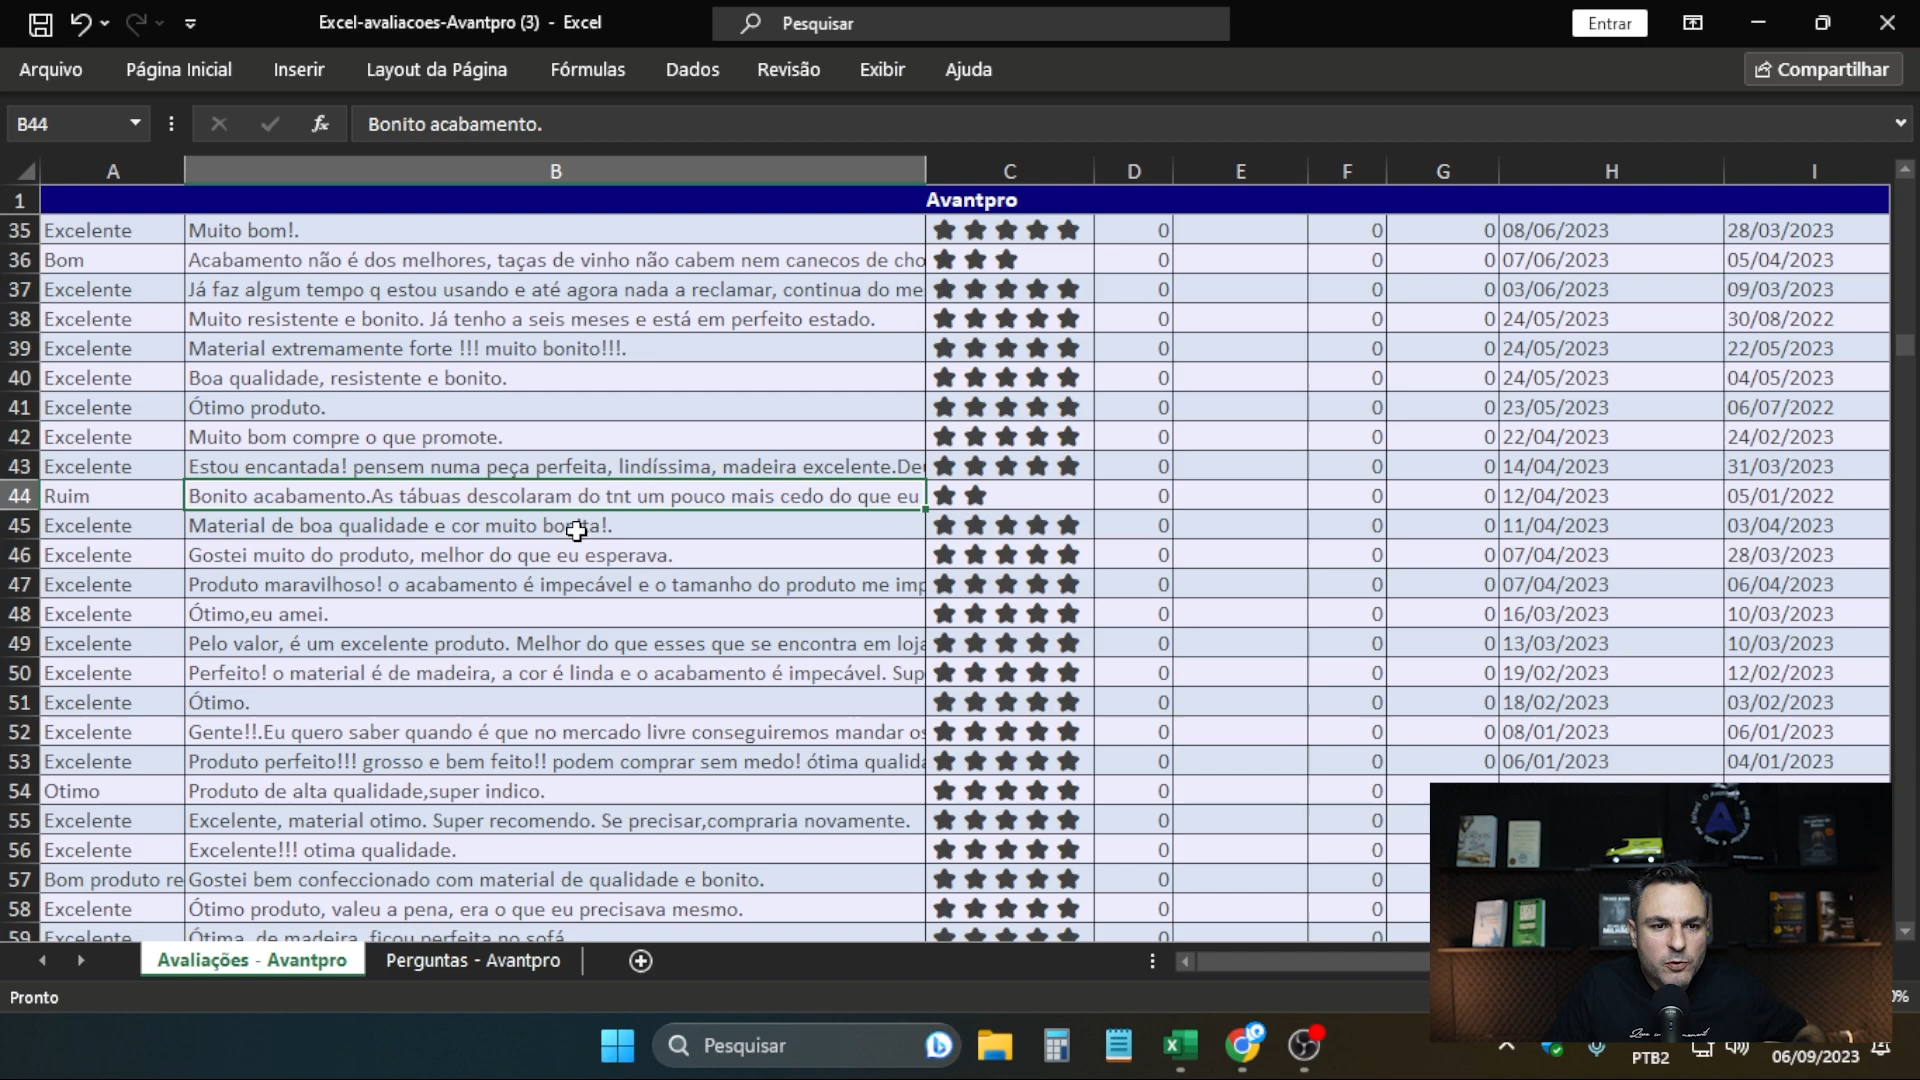 Excel-avaliacoes-Avantpro (3) - Excel
Pesquisar
Entrar
Arquivo Página Inicial Inserir Layout da Página Fórmulas Dados Revisão Exibir Ajuda
Compartilhar
B44
fx
Bonito acabamento.
A B C D E F G H I
1 Avantpro
35 Excelente Muito bom!. 0 0 0 08/06/2023 28/03/2023
36 Bom Acabamento não é dos melhores, taças de vinho não cabem nem canecos de cho 0 0 0 07/06/2023 05/04/2023
37 Excelente Já faz algum tempo q estou usando e até agora nada a reclamar, continua do me 0 0 0 03/06/2023 09/03/2023
38 Excelente Muito resistente e bonito. Já tenho a seis meses e está em perfeito estado. 0 0 0 24/05/2023 30/08/2022
39 Excelente Material extremamente forte !!! muito bonito!!!. 0 0 0 24/05/2023 22/05/2023
40 Excelente Boa qualidade, resistente e bonito. 0 0 0 24/05/2023 04/05/2023
41 Excelente Ótimo produto. 0 0 0 23/05/2023 06/07/2022
42 Excelente Muito bom compre o que promote. 0 0 0 22/04/2023 24/02/2023
43 Excelente Estou encantada! pensem numa peça perfeita, lindíssima, madeira excelente.De 0 0 0 14/04/2023 31/03/2023
44 Ruim Bonito acabamento.As tábuas descolaram do tnt um pouco mais cedo do que eu 0 0 0 12/04/2023 05/01/2022
45 Excelente Material de boa qualidade e cor muito bonita!. 0 0 0 11/04/2023 03/04/2023
46 Excelente Gostei muito do produto, melhor do que eu esperava. 0 0 0 07/04/2023 28/03/2023
47 Excelente Produto maravilhoso! o acabamento é impecável e o tamanho do produto me imp 0 0 0 07/04/2023 06/04/2023
48 Excelente Ótimo,eu amei. 0 0 0 16/03/2023 10/03/2023
49 Excelente Pelo valor, é um excelente produto. Melhor do que esses que se encontra em loja 0 0 0 13/03/2023 10/03/2023
50 Excelente Perfeito! o material é de madeira, a cor é linda e o acabamento é impecável. Sup 0 0 0 19/02/2023 12/02/2023
51 Excelente Ótimo. 0 0 0 18/02/2023 03/02/2023
52 Excelente Gente!!.Eu quero saber quando é que no mercado livre conseguiremos mandar os 0 0 0 08/01/2023 06/01/2023
53 Excelente Produto perfeito!!! grosso e bem feito!! podem comprar sem medo! ótima qualida 0 0 0 06/01/2023 04/01/2023
54 Otimo Produto de alta qualidade,super indico. 0 0
55 Excelente Excelente, material otimo. Super recomendo. Se precisar,compraria novamente. 0 0
56 Excelente Excelente!!! otima qualidade. 0 0
57 Bom produto re Gostei bem confeccionado com material de qualidade e bonito. 0 0
58 Excelente Ótimo produto, valeu a pena, era o que eu precisava mesmo. 0 0
59 Excelente Ótima, de madeira, ficou perfeita no sofá 0 0
Avaliações - Avantpro Perguntas - Avantpro
Pronto
0%
Pesquisar
PTB2
06/09/2023